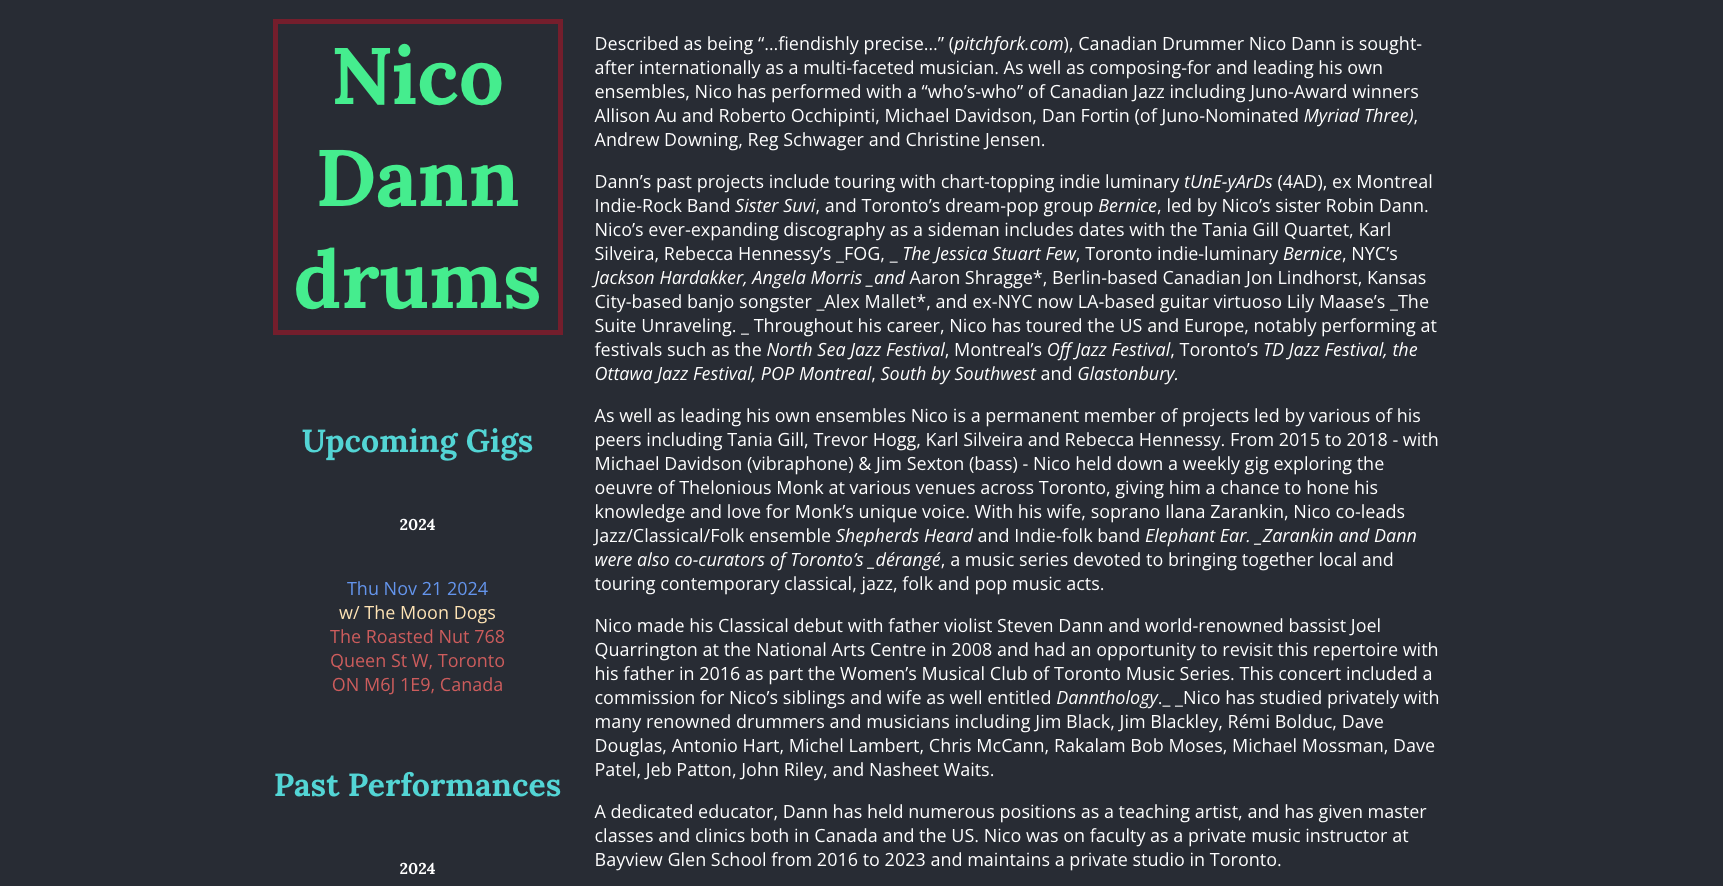 Nico
Dann
drums
Upcoming Gigs
2024
Thu Nov 21 2024
w/ The Moon Dogs
The Roasted Nut 768
Queen St W, Toronto
ON M6J 1E9, Canada
Past Performances
2024
Described as being “…fiendishly precise…” (pitchfork.com), Canadian Drummer Nico Dann is sought-
after internationally as a multi-faceted musician. As well as composing-for and leading his own
ensembles, Nico has performed with a “who’s-who” of Canadian Jazz including Juno-Award winners
Allison Au and Roberto Occhipinti, Michael Davidson, Dan Fortin (of Juno-Nominated Myriad Three),
Andrew Downing, Reg Schwager and Christine Jensen.
Dann’s past projects include touring with chart-topping indie luminary tUnE-yArDs (4AD), ex Montreal
Indie-Rock Band Sister Suvi, and Toronto’s dream-pop group Bernice, led by Nico’s sister Robin Dann.
Nico’s ever-expanding discography as a sideman includes dates with the Tania Gill Quartet, Karl
Silveira, Rebecca Hennessy’s _FOG, _ The Jessica Stuart Few, Toronto indie-luminary Bernice, NYC’s
Jackson Hardakker, Angela Morris _and Aaron Shragge*, Berlin-based Canadian Jon Lindhorst, Kansas
City-based banjo songster _Alex Mallet*, and ex-NYC now LA-based guitar virtuoso Lily Maase’s _The
Suite Unraveling. _ Throughout his career, Nico has toured the US and Europe, notably performing at
festivals such as the North Sea Jazz Festival, Montreal’s Off Jazz Festival, Toronto’s TD Jazz Festival, the
Ottawa Jazz Festival, POP Montreal, South by Southwest and Glastonbury.
As well as leading his own ensembles Nico is a permanent member of projects led by various of his
peers including Tania Gill, Trevor Hogg, Karl Silveira and Rebecca Hennessy. From 2015 to 2018 - with
Michael Davidson (vibraphone) & Jim Sexton (bass) - Nico held down a weekly gig exploring the
oeuvre of Thelonious Monk at various venues across Toronto, giving him a chance to hone his
knowledge and love for Monk’s unique voice. With his wife, soprano Ilana Zarankin, Nico co-leads
Jazz/Classical/Folk ensemble Shepherds Heard and Indie-folk band Elephant Ear. _Zarankin and Dann
were also co-curators of Toronto’s _dérangé, a music series devoted to bringing together local and
touring contemporary classical, jazz, folk and pop music acts.
Nico made his Classical debut with father violist Steven Dann and world-renowned bassist Joel
Quarrington at the National Arts Centre in 2008 and had an opportunity to revisit this repertoire with
his father in 2016 as part the Women’s Musical Club of Toronto Music Series. This concert included a
commission for Nico’s siblings and wife as well entitled Dannthology._ _Nico has studied privately with
many renowned drummers and musicians including Jim Black, Jim Blackley, Rémi Bolduc, Dave
Douglas, Antonio Hart, Michel Lambert, Chris McCann, Rakalam Bob Moses, Michael Mossman, Dave
Patel, Jeb Patton, John Riley, and Nasheet Waits.
A dedicated educator, Dann has held numerous positions as a teaching artist, and has given master
classes and clinics both in Canada and the US. Nico was on faculty as a private music instructor at
Bayview Glen School from 2016 to 2023 and maintains a private studio in Toronto.